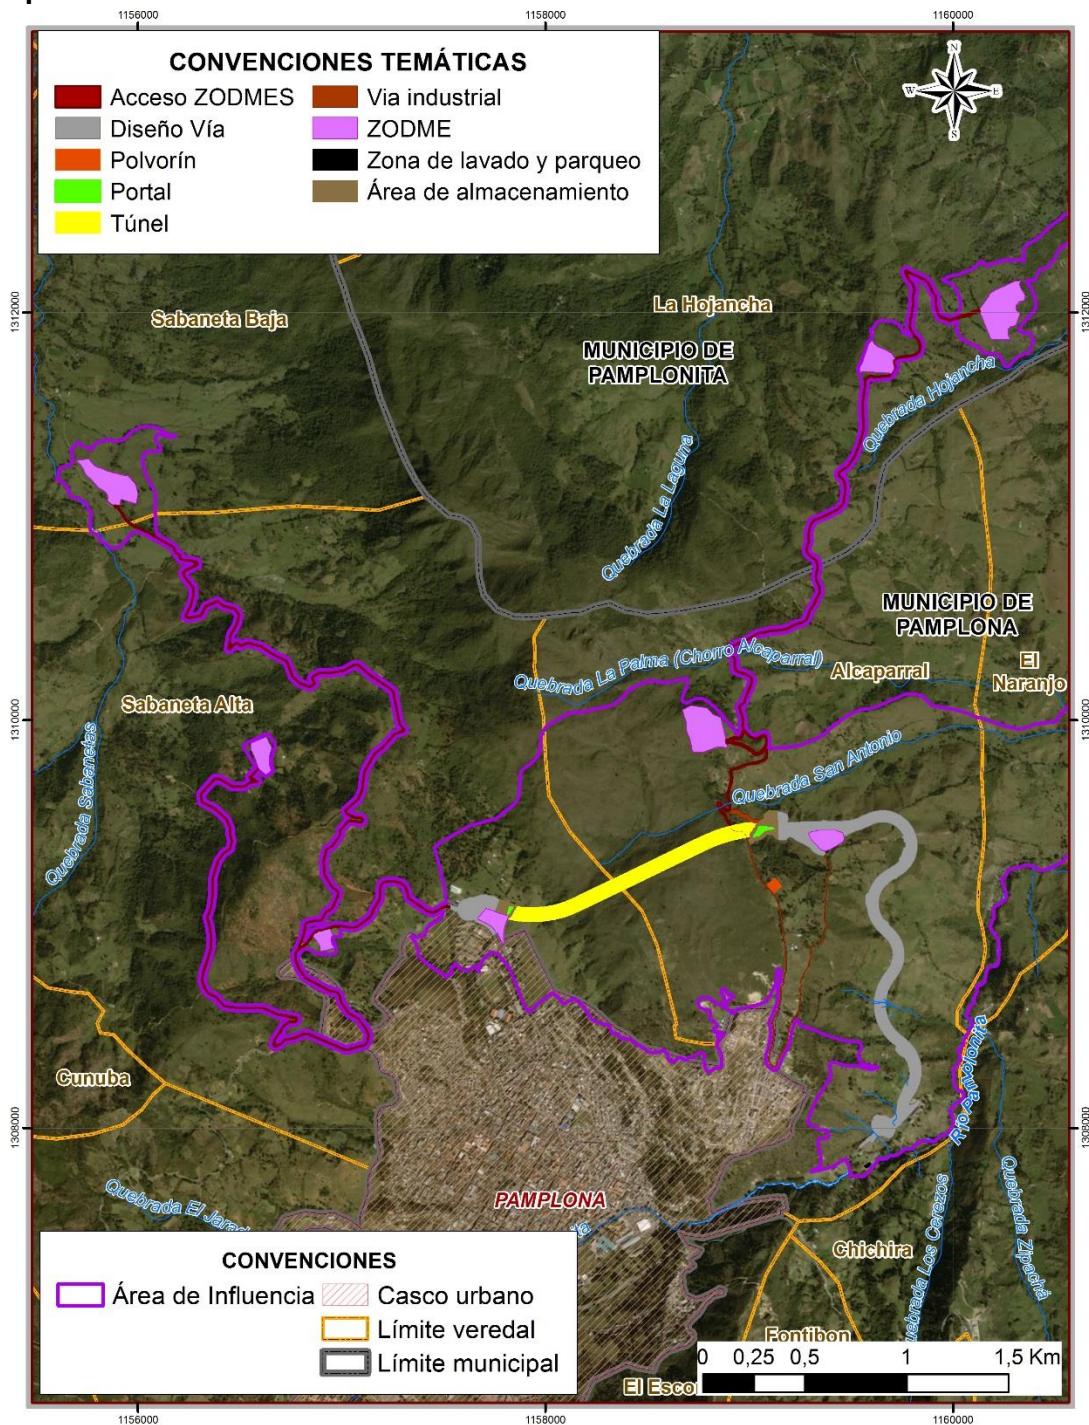 1156000
1158000
1160000
CONVENCIONES TEMÁTICAS
Acceso ZODMES
Diseño Vía
Polvorín
Portal
Túnel
Via industrial
ZODME
Zona de lavado y parqueo
Área de almacenamiento
N
W
E
S
1312000
1312000
Sabaneta Baja
La Hojancha
MUNICIPIO DE
PAMPLONITA
Quebrada Hojancha
Quebrada La Laguna
MUNICIPIO DE
PAMPLONA
Quebrada La Palma (Chorro Alcaparral)
Alcaparral
El
Naranjo
Sabaneta Alta
1310000
1310000
Quebrada San Antonio
Quebrada Sabanetas
Cunuba
Río Pamplonita
1308000
1308000
PAMPLONA
Quebrada El
Chichira
Quebrada Zipachá
Los Cerezos
Fontibon
CONVENCIONES
Área de Influencia
Casco urbano
Límite veredal
Límite municipal
0 0,25 0,5 1 1,5 Km
El
1156000
1158000
1160000